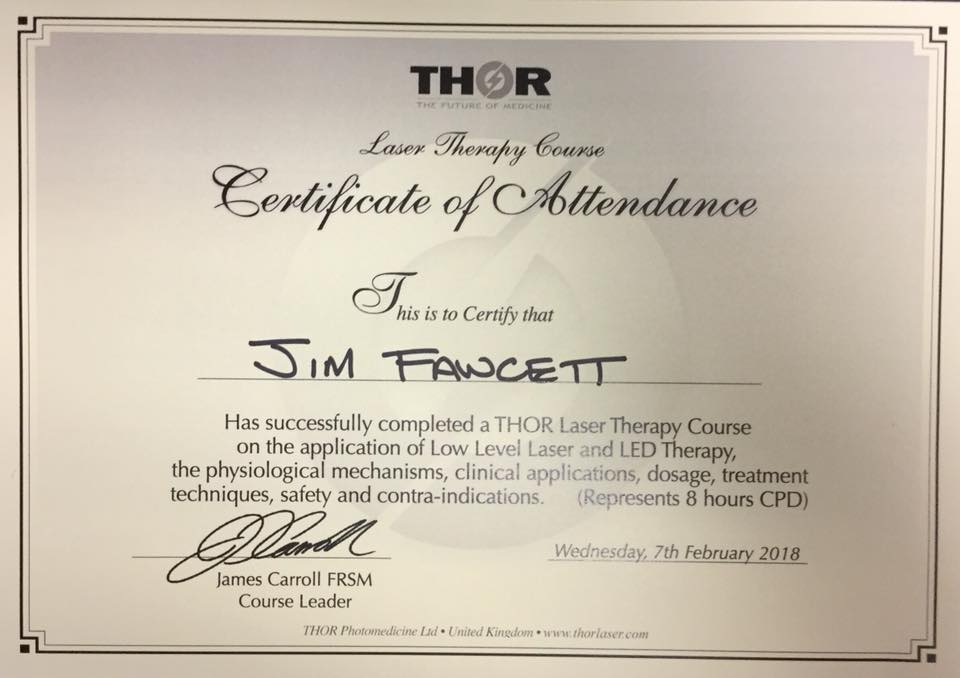 THOR
THE FUTURE OF MEDICINE
Laser Therapy Course
Certificate of Attendance
This is to Certify that
JIM FAWCETT
Has successfully completed a THOR Laser Therapy Course
on the application of Low Level Laser and LED Therapy,
the physiological mechanisms, clinical applications, dosage, treatment
techniques, safety and contra-indications. (Represents 8 hours CPD)
J Carroll
Wednesday, 7th February 2018
James Carroll FRSM
Course Leader
THOR Photomedicine Ltd • United Kingdom • www.thorlaser.com